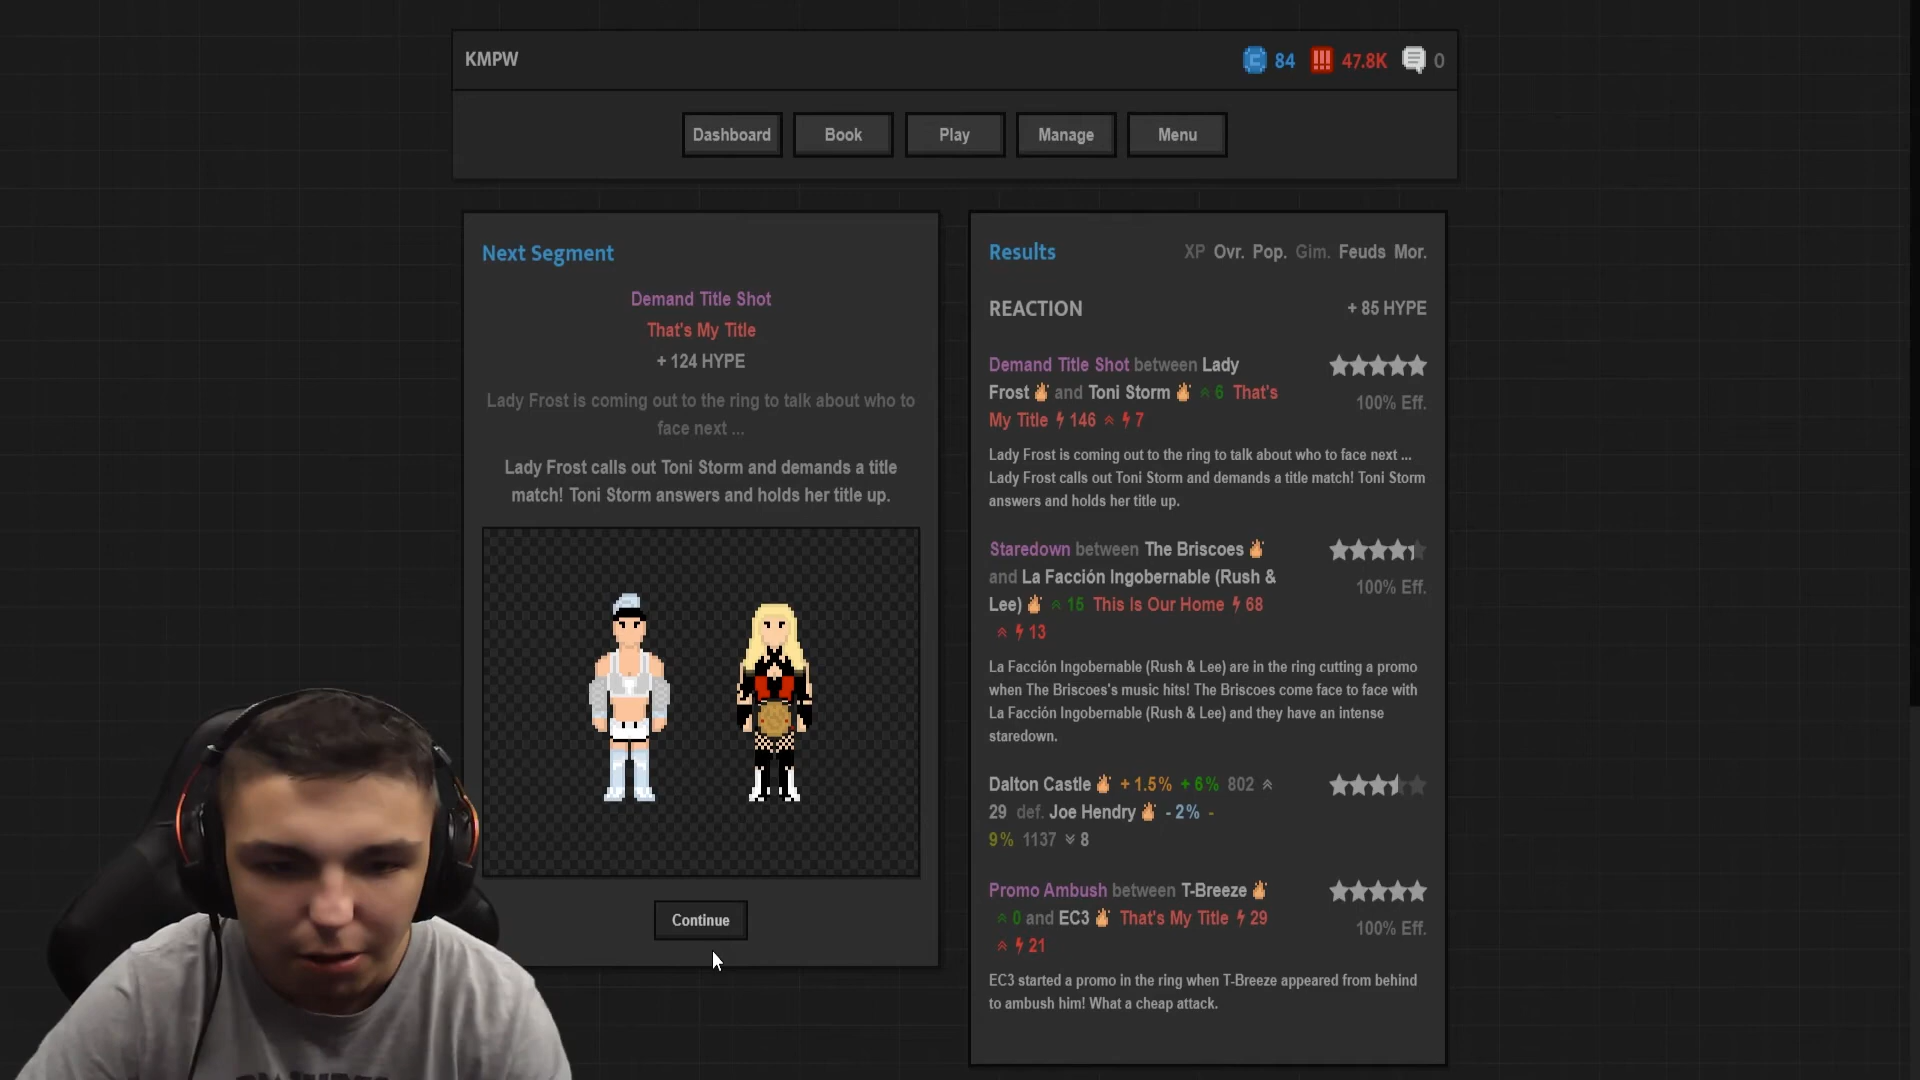 KMPW
84
47.8K
0
Dashboard
Book
Play
Manage
Menu
Next Segment
Demand Title Shot
That's My Title
+ 124 HYPE
Lady Frost is coming out to the ring to talk about who to
face next ...
Lady Frost calls out Toni Storm and demands a title
match! Toni Storm answers and holds her title up.
Continue
Results
XP Ovr. Pop. Gim. Feuds Mor.
REACTION
+ 85 HYPE
Demand Title Shot between Lady
Frost and Toni Storm 6 That's
My Title 146 7
100% Eff.
Lady Frost is coming out to the ring to talk about who to face next ...
Lady Frost calls out Toni Storm and demands a title match! Toni Storm
answers and holds her title up.
Staredown between The Briscoes
and La Facción Ingobernable (Rush &
Lee) 15 This Is Our Home 68
13
100% Eff.
La Facción Ingobernable (Rush & Lee) are in the ring cutting a promo
when The Briscoes's music hits! The Briscoes come face to face with
La Facción Ingobernable (Rush & Lee) and they have an intense
staredown.
Dalton Castle + 1.5% + 6% 802
29 def. Joe Hendry - 2% -
9% 1137 8
Promo Ambush between T-Breeze
0 and EC3 That's My Title 29
21
100% Eff.
EC3 started a promo in the ring when T-Breeze appeared from behind
to ambush him! What a cheap attack.